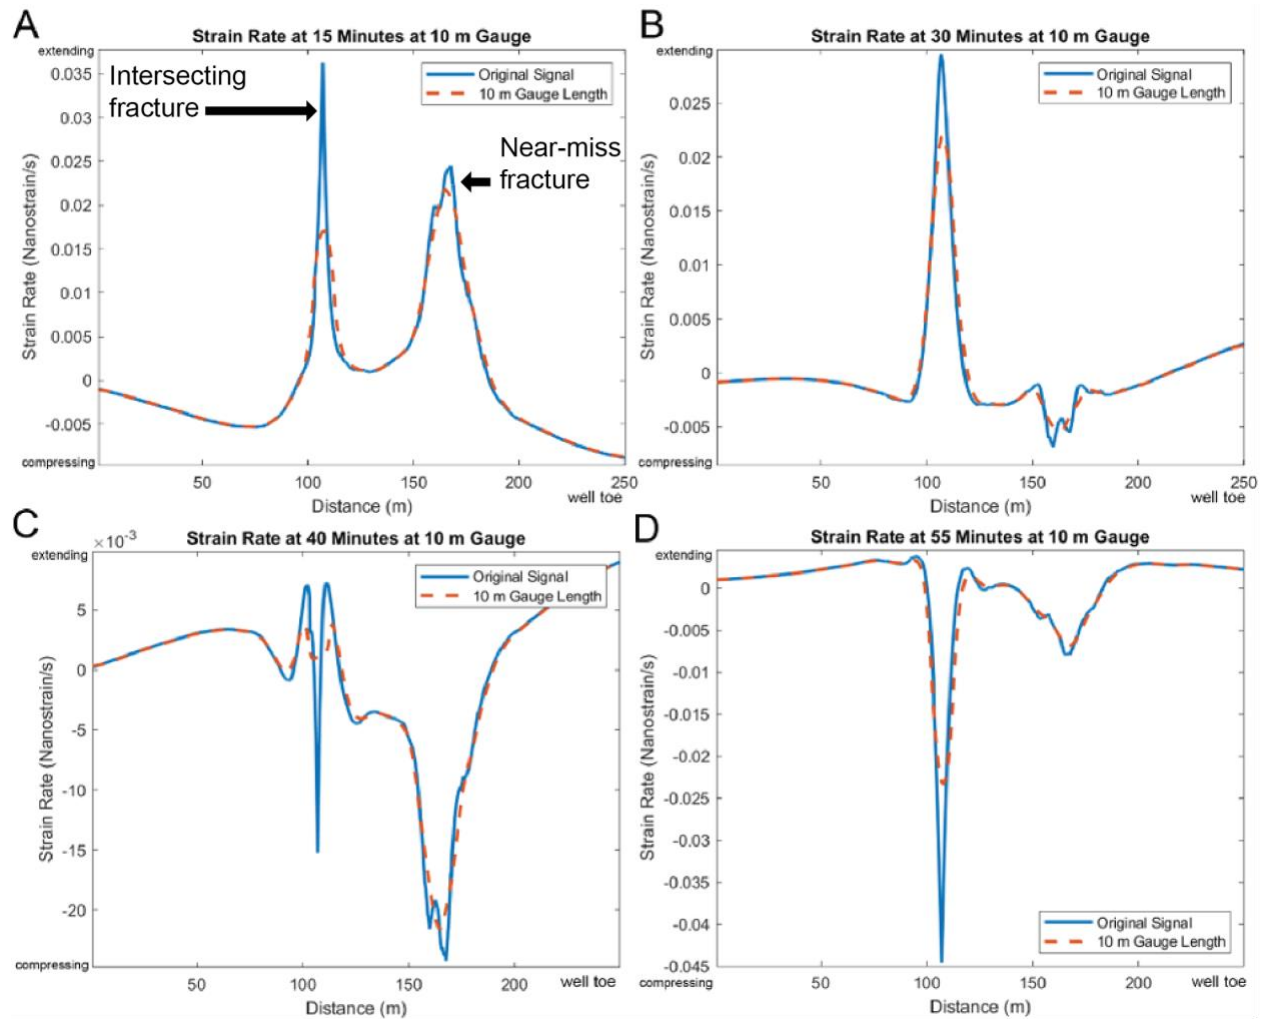 A
Strain Rate at 15 Minutes at 10 m Gauge
extending
0.035
0.03
0.025
0.02
0.015
0.01
0.005
0
-0.005
compressing
Strain Rate (Nanostrain/s)
Intersecting
fracture
Original Signal
10 m Gauge Length
Near-miss
fracture
50
100
150
200
250
well toe
Distance (m)
B
Strain Rate at 30 Minutes at 10 m Gauge
extending
0.025
0.02
0.015
0.01
0.005
0
-0.005
compressing
Strain Rate (Nanostrain/s)
Original Signal
10 m Gauge Length
50
100
150
200
250
well toe
Distance (m)
C
×10⁻³
Strain Rate at 40 Minutes at 10 m Gauge
extending
5
0
-5
-10
-15
-20
compressing
Strain Rate (Nanostrain/s)
Original Signal
10 m Gauge Length
50
100
150
200
well toe
Distance (m)
D
Strain Rate at 55 Minutes at 10 m Gauge
extending
0
-0.005
-0.01
-0.015
-0.02
-0.025
-0.03
-0.035
-0.04
-0.045
compressing
Strain Rate (Nanostrain/s)
Original Signal
10 m Gauge Length
50
100
150
200
well toe
Distance (m)